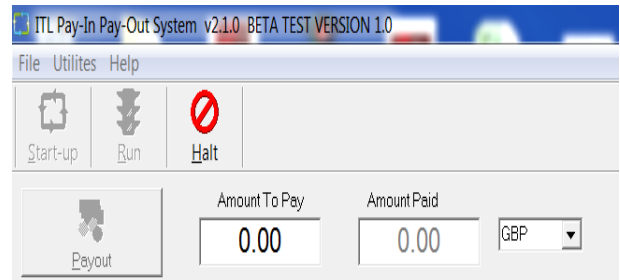 ITL Pay-In Pay-Out System v2.1.0 BETA TEST VERSION 1.0
File Utilites Help
Start-up Run Halt
Amount To Pay Amount Paid
Payout 0.00 0.00 GBP